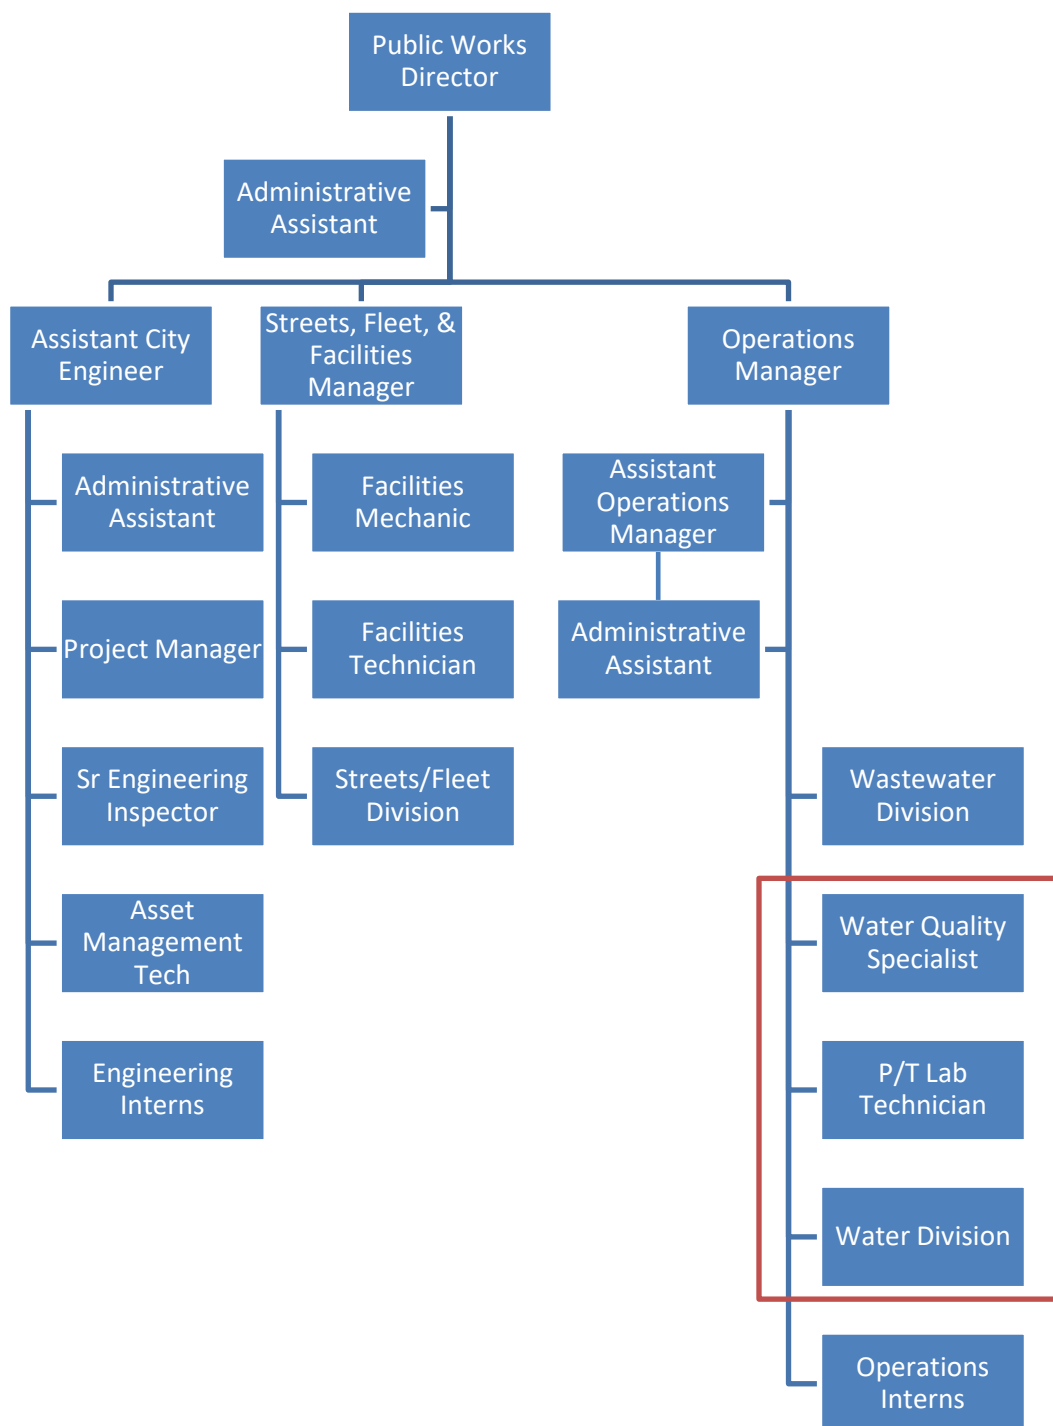 Public Works
Director
Administrative
Assistant
Assistant City
Engineer
Streets, Fleet, &
Facilities
Manager
Operations
Manager
Administrative
Assistant
Project Manager
Sr Engineering
Inspector
Asset
Management
Tech
Engineering
Interns
Facilities
Mechanic
Facilities
Technician
Streets/Fleet
Division
Assistant
Operations
Manager
Administrative
Assistant
Wastewater
Division
Water Quality
Specialist
P/T Lab
Technician
Water Division
Operations
Interns